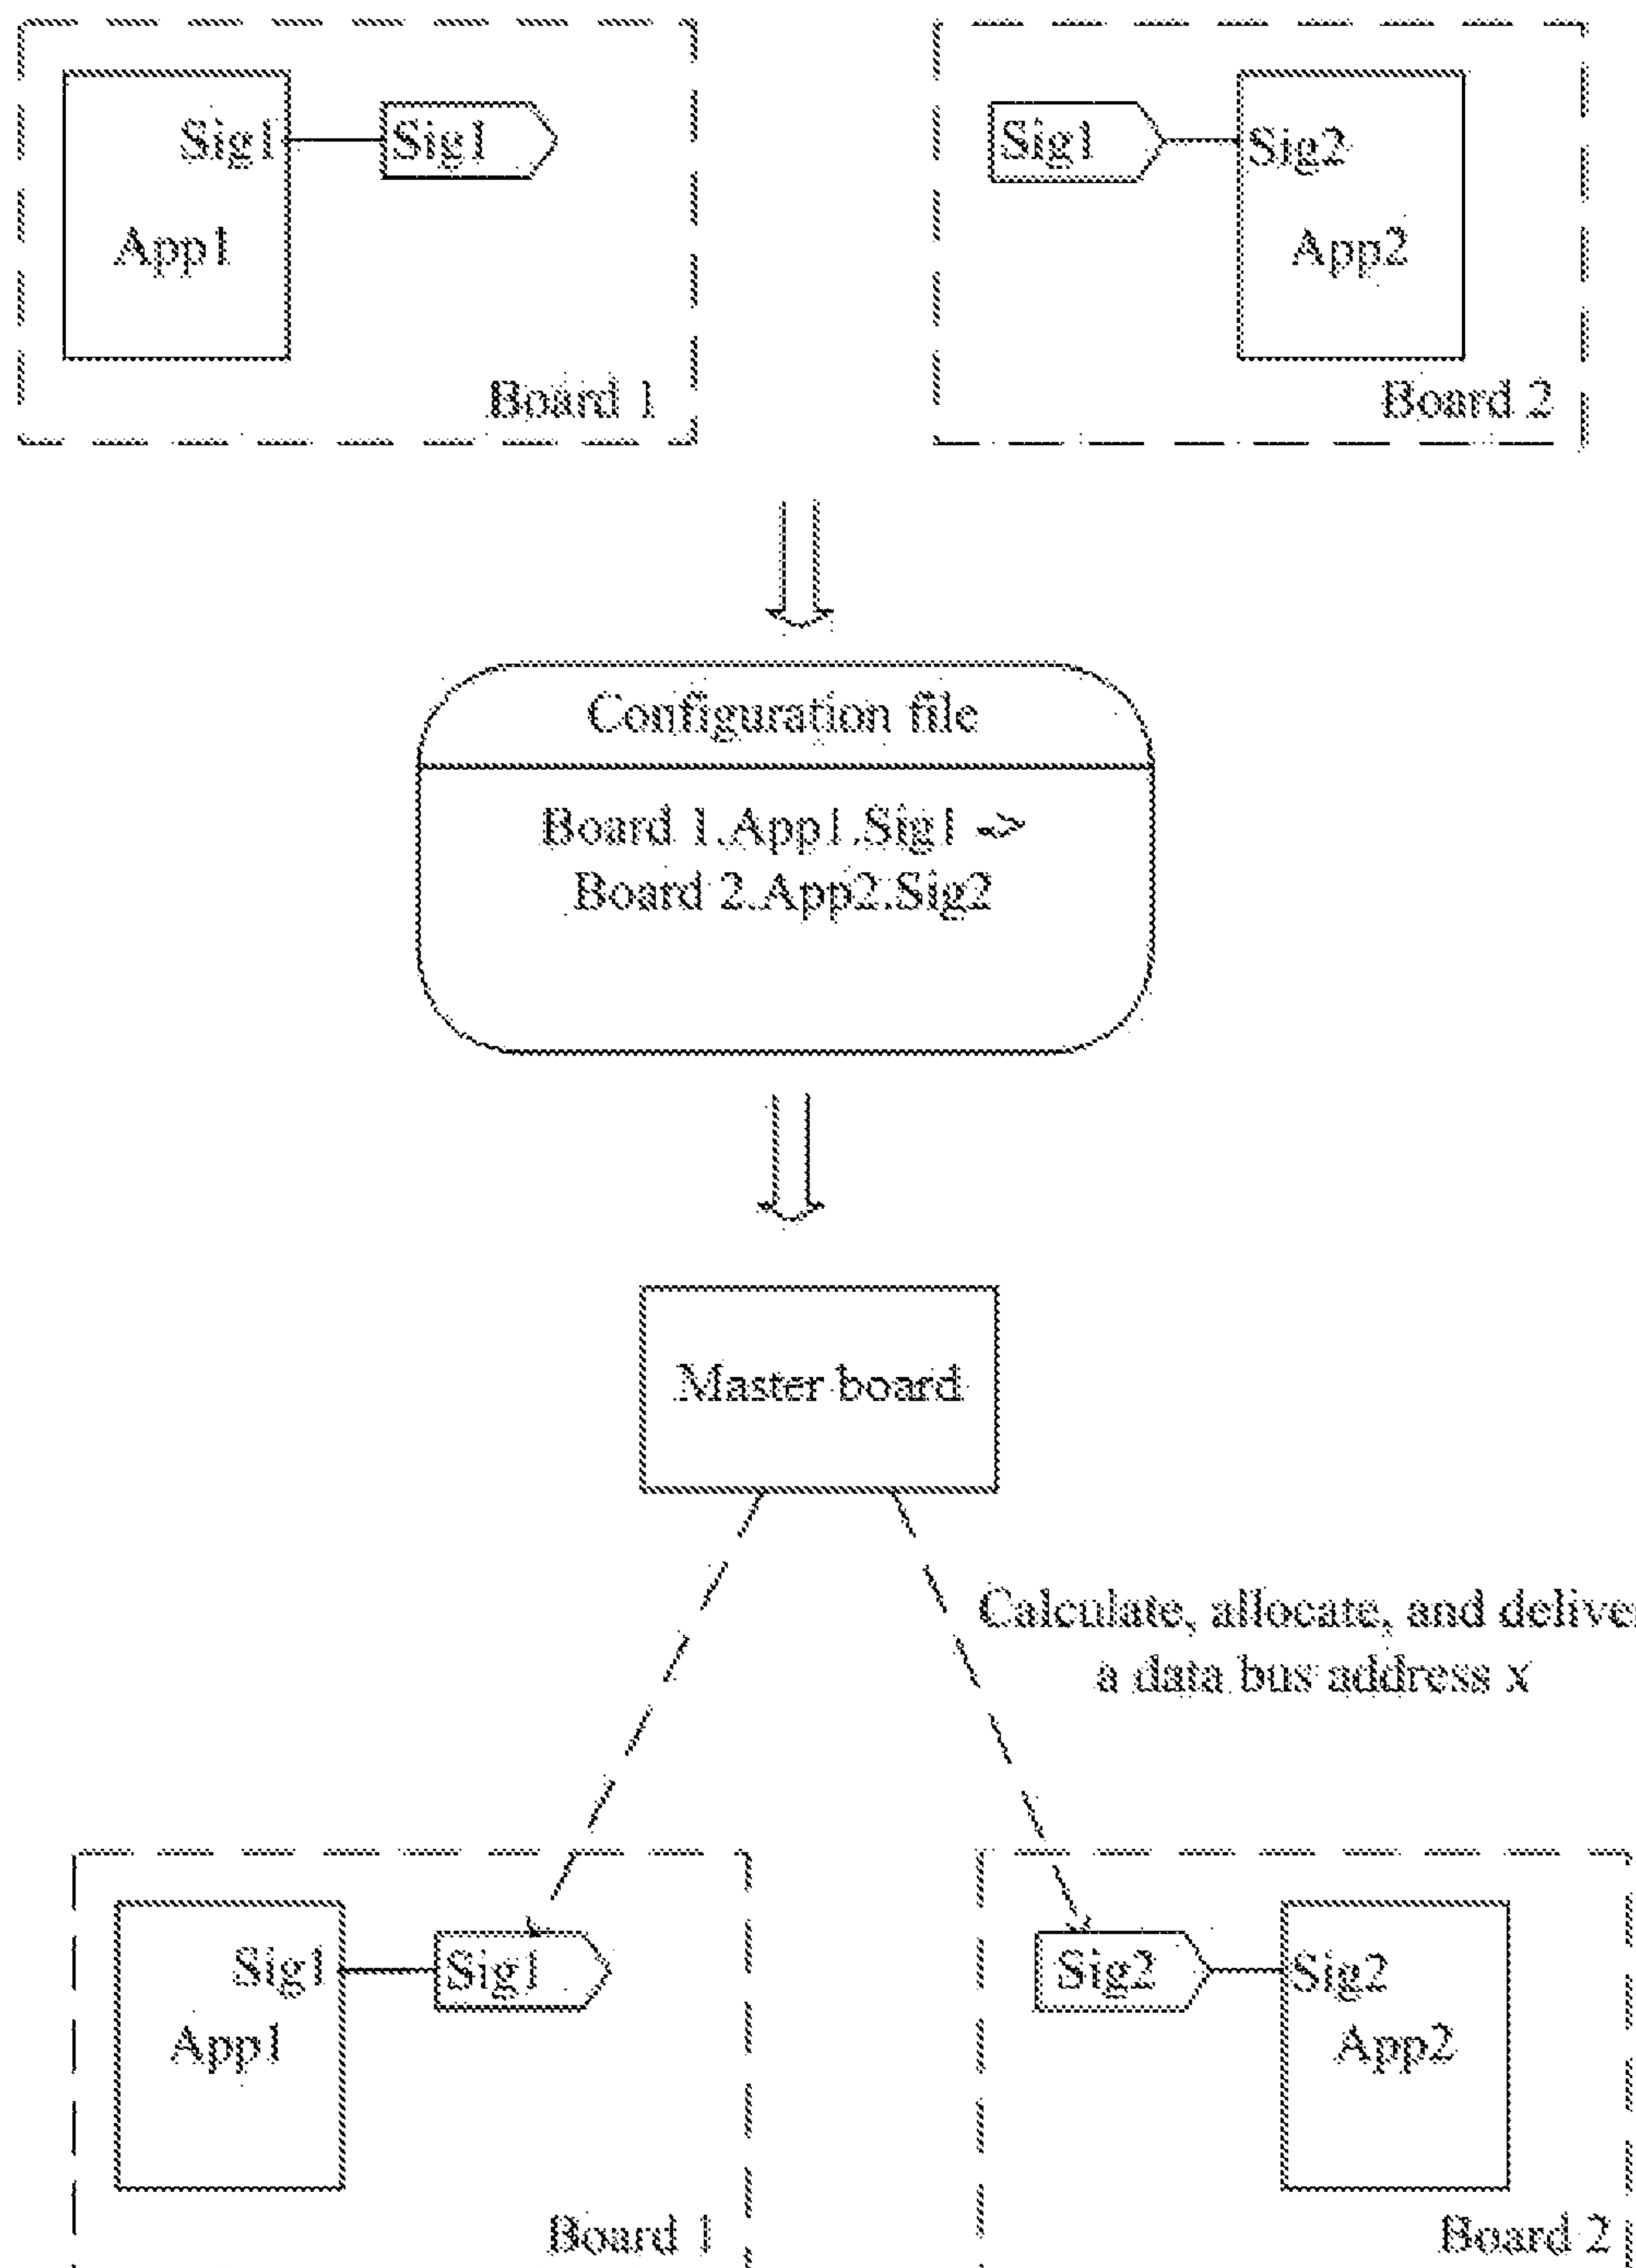 Sig1
Sig1
Sig1
Sig2
App1
App2
Board 1
Board 2
Configuration file
Board 1.App1.Sig1 ->
Board 2.App2.Sig2
Master board
Calculate, allocate, and deliver
a data bus address x
Sig1
Sig1
Sig2
Sig2
App1
App2
Board 1
Board 2